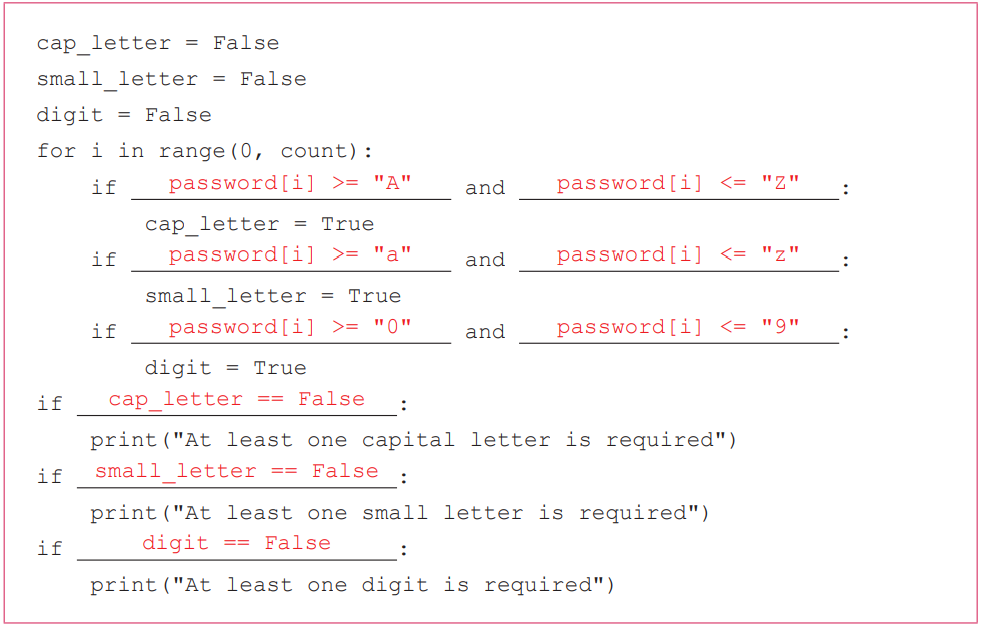 cap_letter = False
small_letter = False
digit = False
for i in range(0, count):
    if password[i] >= "A" and password[i] <= "Z":
        cap_letter = True
    if password[i] >= "a" and password[i] <= "z":
        small_letter = True
    if password[i] >= "0" and password[i] <= "9":
        digit = True
if cap_letter == False:
    print("At least one capital letter is required")
if small_letter == False:
    print("At least one small letter is required")
if digit == False:
    print("At least one digit is required")